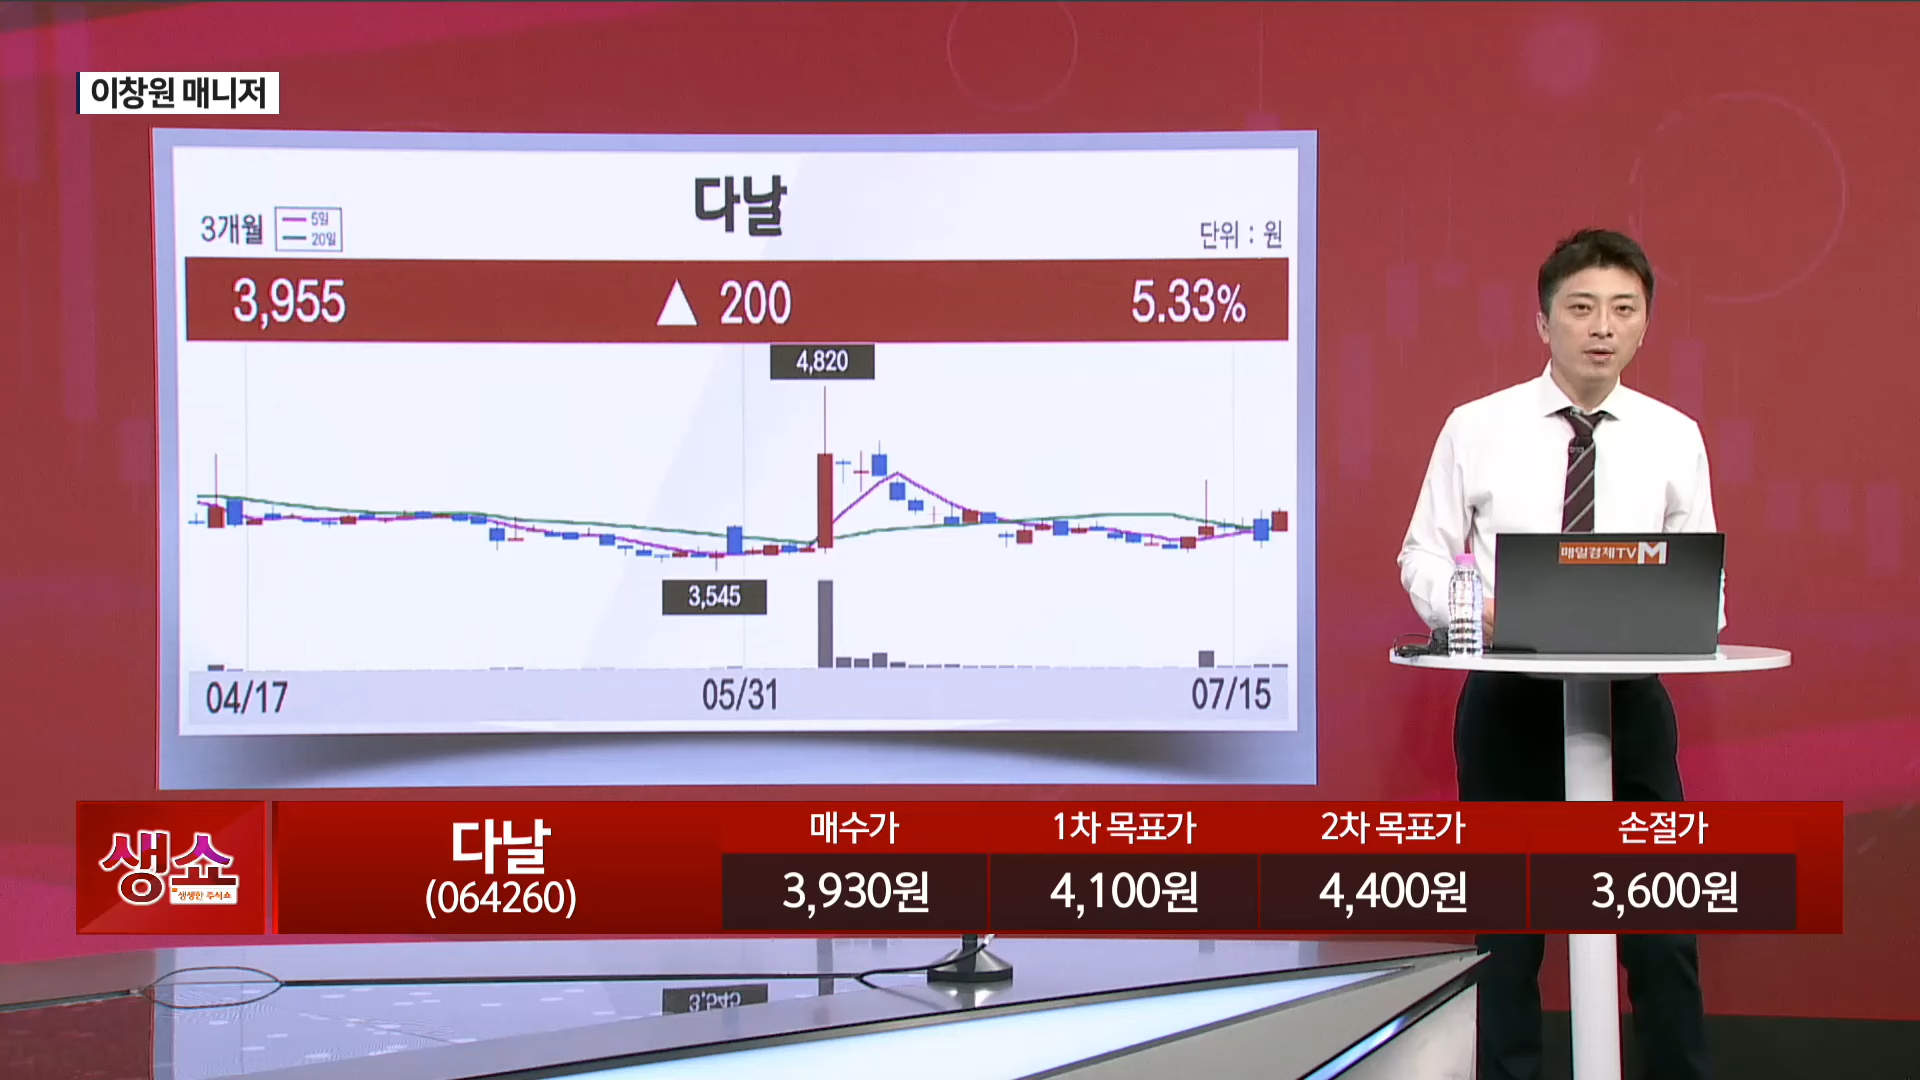 이창원 매니저
다날
3개월
5일
20일
단위 : 원
3,955 ▲ 200 5.33%
4,820
3,545
04/17 05/31 07/15
매일경제TV M
생쇼
생생한 주식쇼
다날
(064260)
매수가 1차 목표가 2차 목표가 손절가
3,930원 4,100원 4,400원 3,600원
3,545